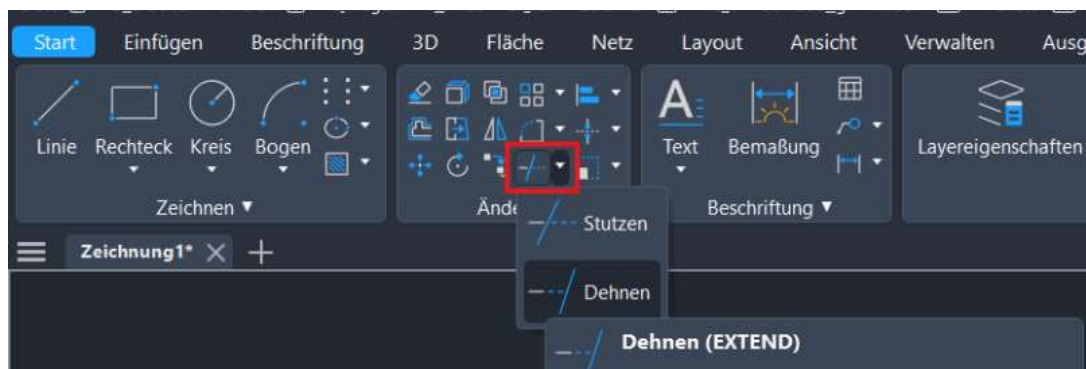 Start Einfügen Beschriftung 3D Fläche Netz Layout Ansicht Verwalten Ausg
Linie Rechteck Kreis Bogen Text Bemaßung Layereigenschaften
Zeichnen Ände Beschriftung
Stutzen
Zeichnung1*
Dehnen
Dehnen (EXTEND)